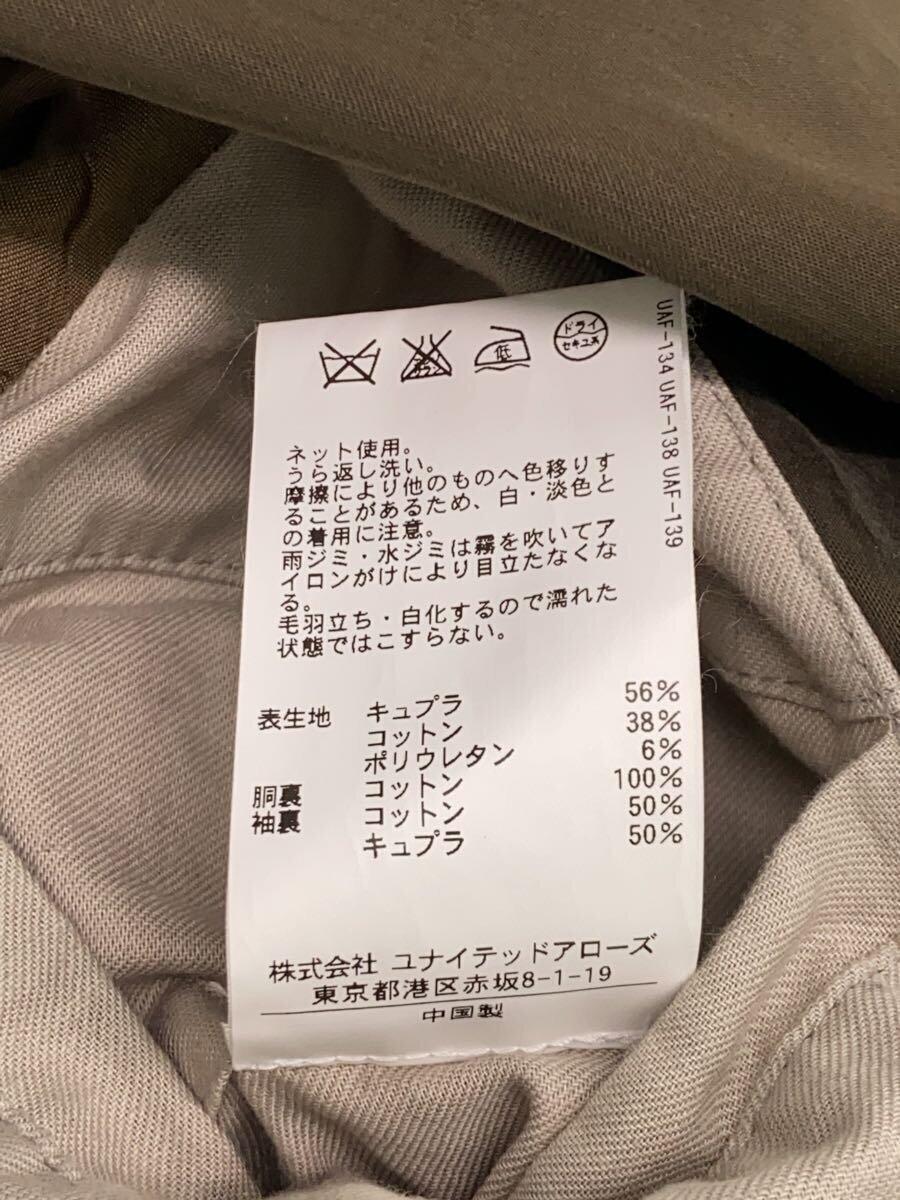 低
ドライ
セキユ系
UAF-134 UAF-138 UAF-139
ネット使用。
うら返し洗い。
摩擦により他のものへ色移りす
ることがあるため、白・淡色と
の着用に注意。
雨ジミ・水ジミは霧を吹いてア
イロンがけにより目立たなくな
る。
毛羽立ち・白化するので濡れた
状態ではこすらない。
表生地 キュプラ 56%
コットン 38%
ポリウレタン 6%
胴裏 コットン 100%
袖裏 コットン 50%
キュプラ 50%
株式会社 ユナイテッドアローズ
東京都港区赤坂8-1-19
中国製